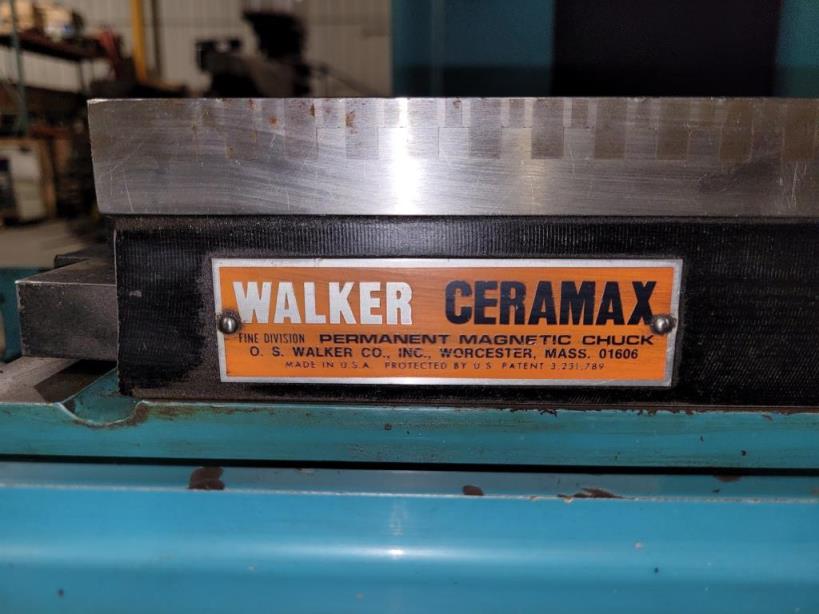 WALKER CERAMAX
FINE DIVISION PERMANENT MAGNETIC CHUCK
O. S. WALKER CO., INC., WORCESTER, MASS. 01606
MADE IN U.S.A. PROTECTED BY U S PATENT 3,231,789